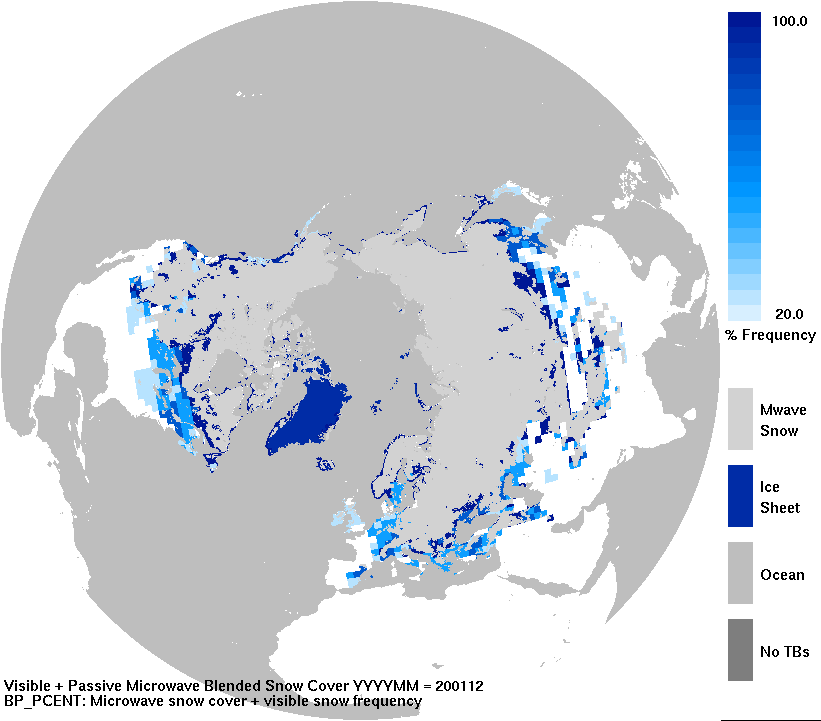 100.0
20.0
% Frequency
Mwave
Snow
Ice
Sheet
Ocean
No TBs
Visible + Passive Microwave Blended Snow Cover YYYYMM = 200112
BP_PCENT: Microwave snow cover + visible snow frequency